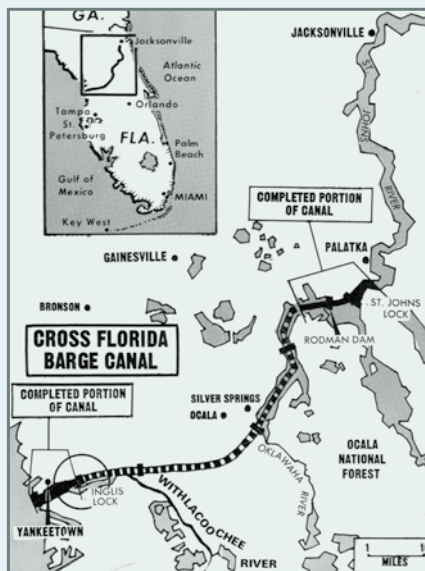 GA.
Jacksonville
Atlantic
Ocean
Orlando
Tampa
St.
Petersburg
FLA.
Palm
Beach
Gulf of
Mexico
MIAMI
Key West
JACKSONVILLE
ST. JOHNS RIVER
COMPLETED PORTION
OF CANAL
PALATKA
GAINESVILLE
ST. JOHNS
LOCK
RODMAN DAM
BRONSON
CROSS FLORIDA
BARGE CANAL
COMPLETED PORTION
OF CANAL
SILVER SPRINGS
OCALA
OCALA
NATIONAL
FOREST
OKLAWAHA
RIVER
INGLIS
LOCK
WITHLACOOCHEE
RIVER
YANKEETOWN
1
MILES